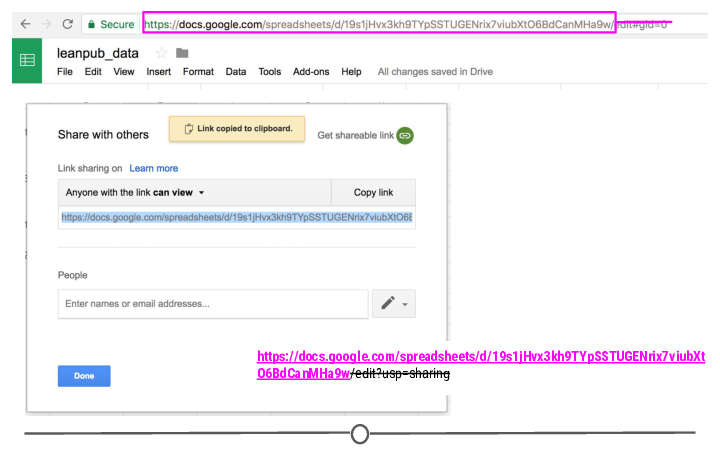 Secure https://docs.google.com/spreadsheets/d/19s1jHvx3kh9TYpSSTUGENrix7viubXtO6BdCanMHa9w/edit#gid=0
leanpub_data
File Edit View Insert Format Data Tools Add-ons Help All changes saved in Drive
Share with others
Link copied to clipboard.
Get shareable link
Link sharing on Learn more
Anyone with the link can view Copy link
https://docs.google.com/spreadsheets/d/19s1jHvx3kh9TYpSSTUGENrix7viubXtO6B
People
Enter names or email addresses...
https://docs.google.com/spreadsheets/d/19s1jHvx3kh9TYpSSTUGENrix7viubXt
O6BdCanMHa9w/edit?usp=sharing
Done